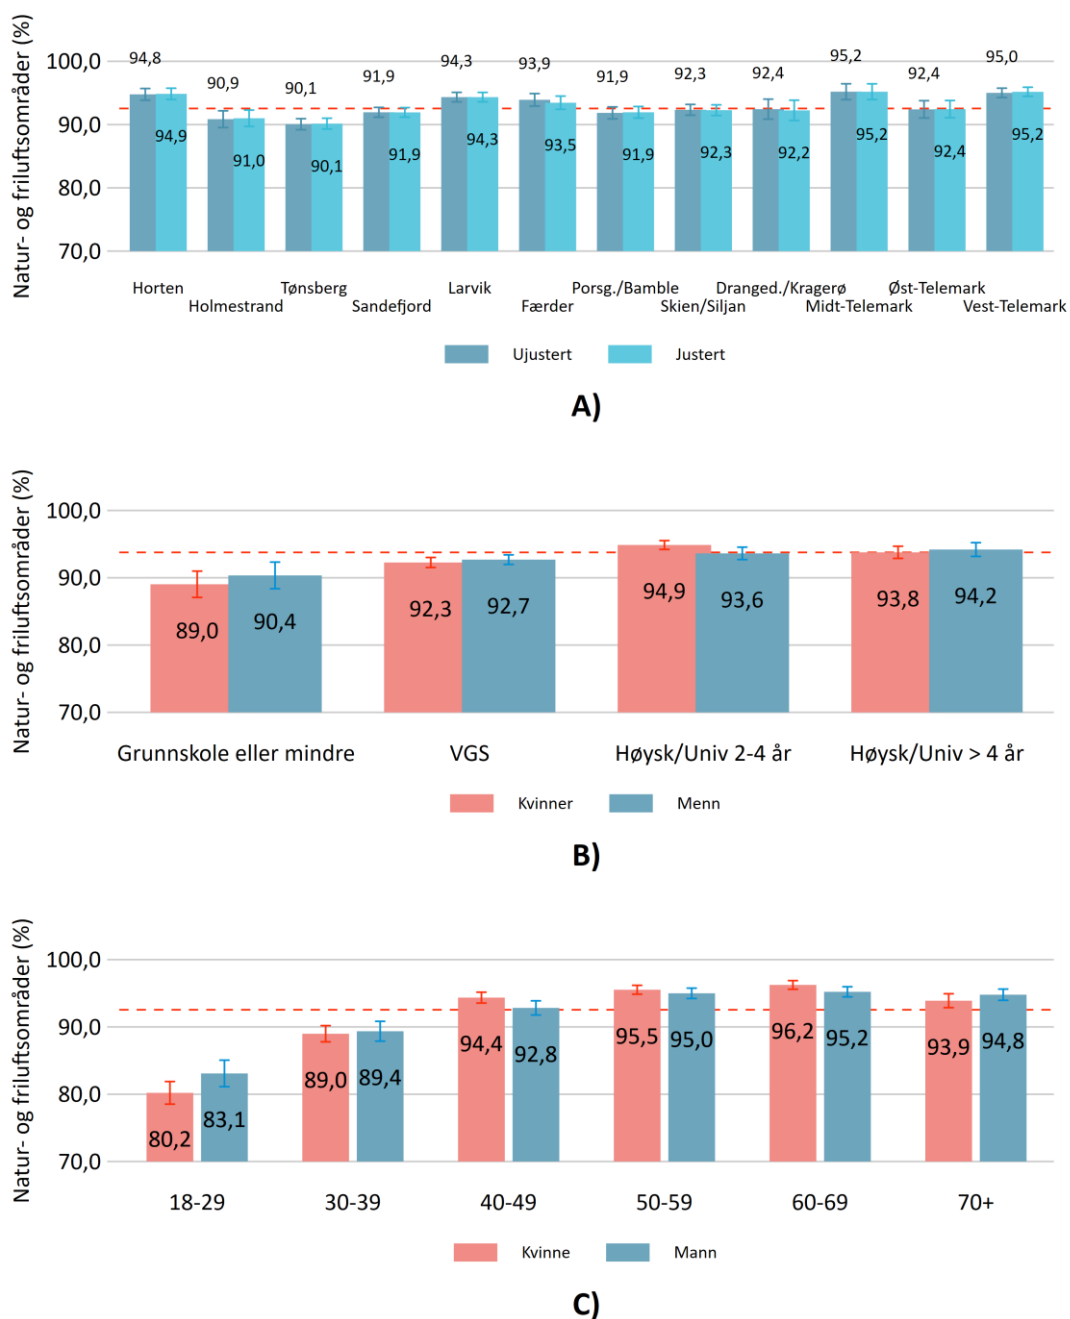 Natur- og friluftsområder (%)
100,0
90,0
80,0
70,0
94,8 90,9 90,1 91,9 94,3 93,9 91,9 92,3 92,4 95,2 92,4 95,0
94,9 91,0 90,1 91,9 94,3 93,5 91,9 92,3 92,2 95,2 92,4 95,2
Horten Tønsberg Larvik Porsg./Bamble Dranged./Kragerø Øst-Telemark
Holmestrand Sandefjord Færder Skien/Siljan Midt-Telemark Vest-Telemark
Ujustert Justert
A)
Natur- og friluftsområder (%)
100,0
90,0
80,0
70,0
89,0 90,4 92,3 92,7 94,9 93,6 93,8 94,2
Grunnskole eller mindre VGS Høysk/Univ 2-4 år Høysk/Univ > 4 år
Kvinner Menn
B)
Natur- og friluftsområder (%)
100,0
90,0
80,0
70,0
80,2 83,1 89,0 89,4 94,4 92,8 95,5 95,0 96,2 95,2 93,9 94,8
18-29 30-39 40-49 50-59 60-69 70+
Kvinne Mann
C)